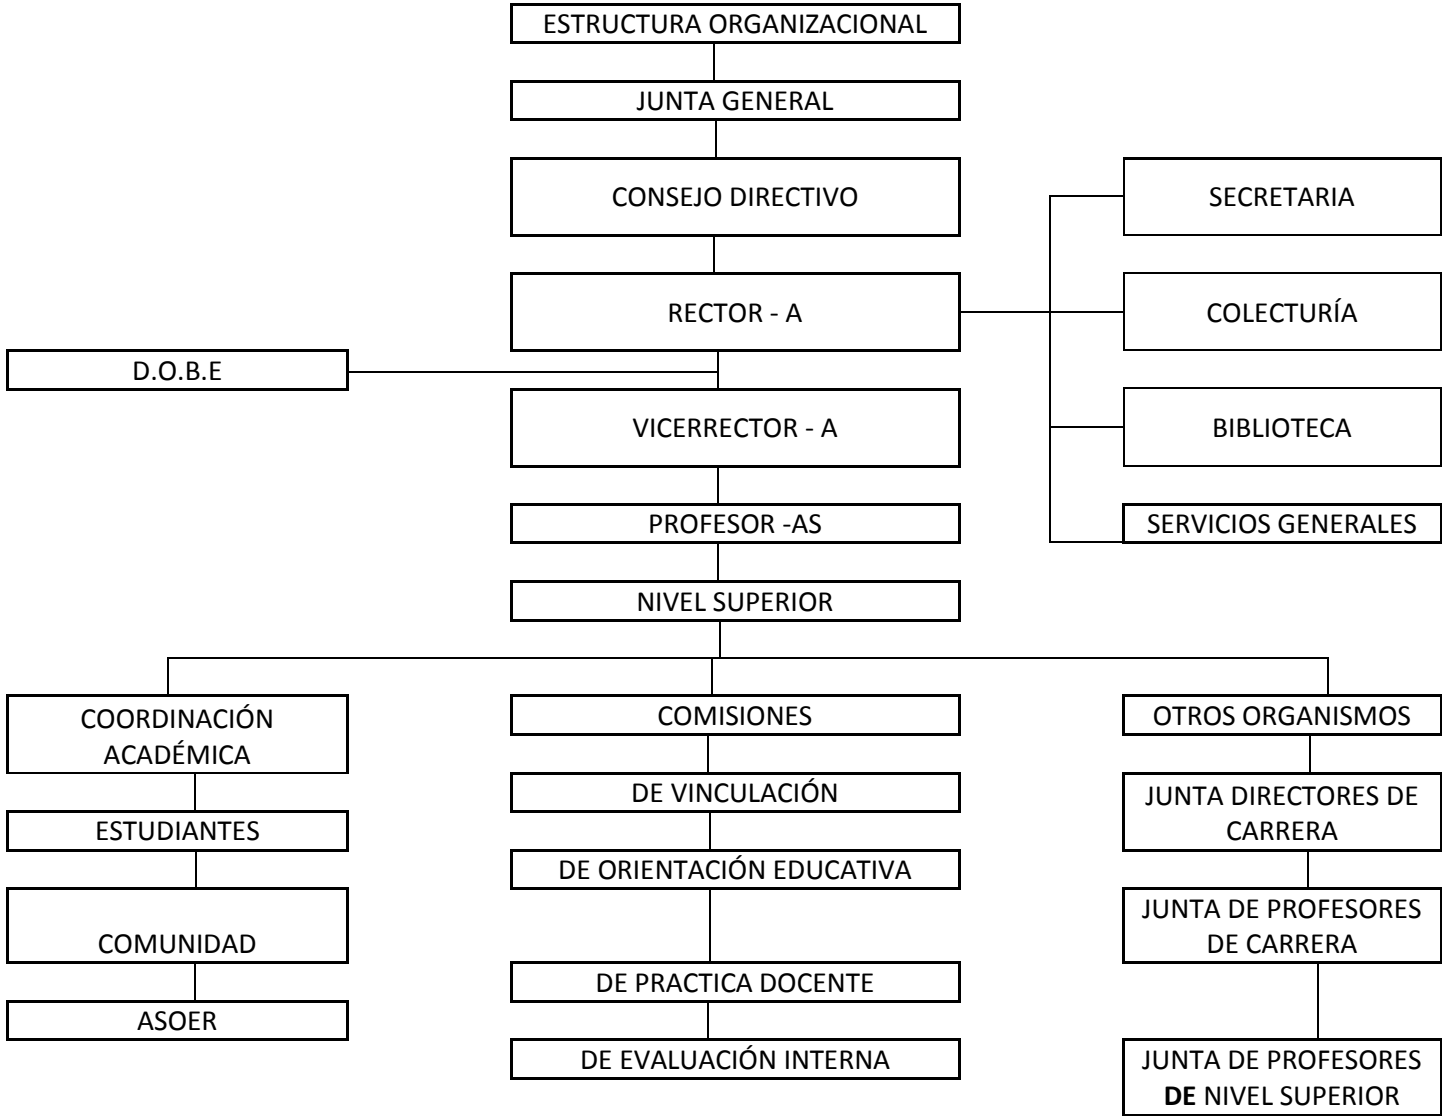 ESTRUCTURA ORGANIZACIONAL
JUNTA GENERAL
CONSEJO DIRECTIVO
SECRETARIA
RECTOR - A
COLECTURÍA
D.O.B.E
VICERRECTOR - A
BIBLIOTECA
PROFESOR -AS
SERVICIOS GENERALES
NIVEL SUPERIOR
COORDINACIÓN
ACADÉMICA
ESTUDIANTES
COMUNIDAD
ASOER
COMISIONES
DE VINCULACIÓN
DE ORIENTACIÓN EDUCATIVA
DE PRACTICA DOCENTE
DE EVALUACIÓN INTERNA
OTROS ORGANISMOS
JUNTA DIRECTORES DE
CARRERA
JUNTA DE PROFESORES
DE CARRERA
JUNTA DE PROFESORES
DE NIVEL SUPERIOR